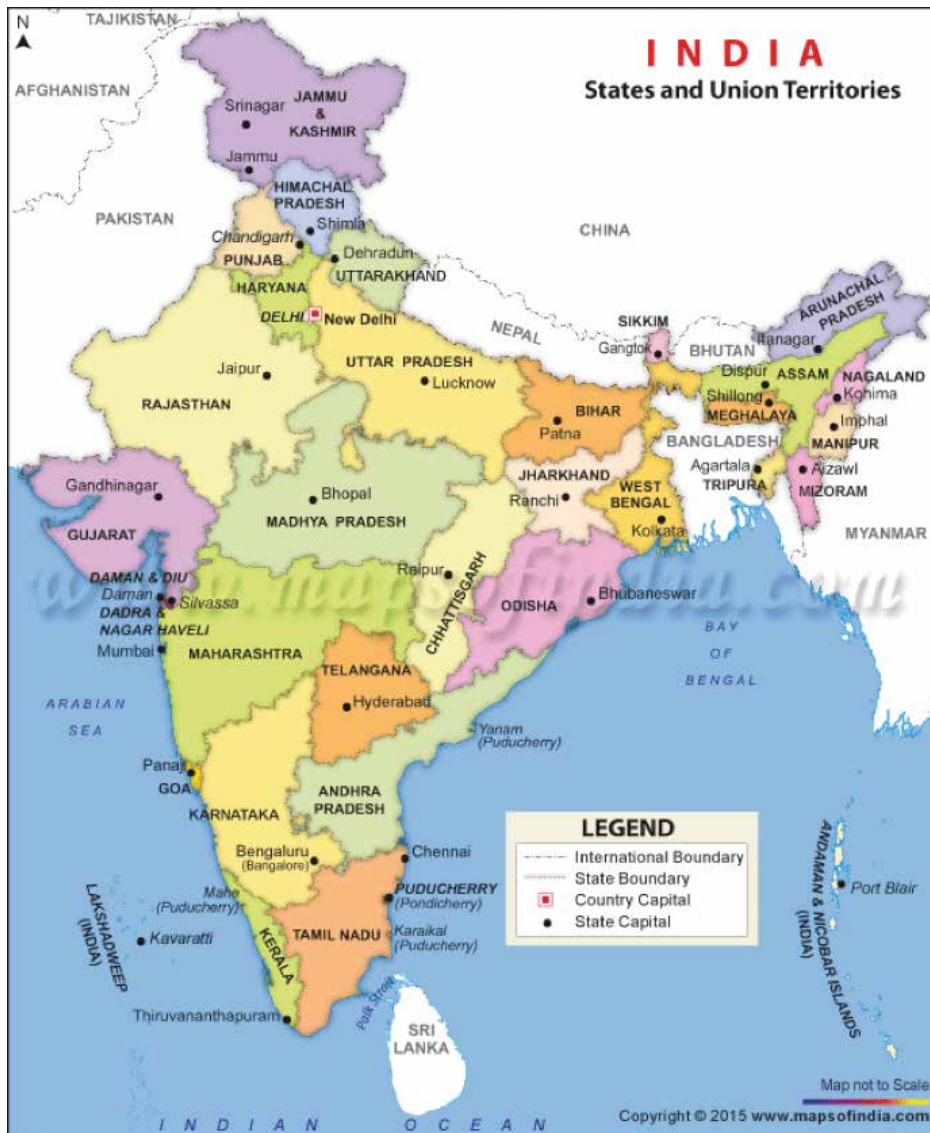 N
TAJIKISTAN
INDIA
States and Union Territories
AFGHANISTAN
JAMMU
&
KASHMIR
Srinagar
Jammu
PAKISTAN
HIMACHAL
PRADESH
Shimla
CHINA
Chandigarh
PUNJAB
Dehradun
UTTARAKHAND
HARYANA
DELHI
New Delhi
NEPAL
SIKKIM
Gangtok
BHUTAN
ARUNACHAL
PRADESH
Itanagar
Dispur
ASSAM
NAGALAND
Kohima
Shillong
MEGHALAYA
Imphal
MANIPUR
Jaipur
RAJASTHAN
UTTAR PRADESH
Lucknow
BIHAR
Patna
BANGLADESH
Agartala
TRIPURA
Aizawl
MIZORAM
MYANMAR
JHARKHAND
Ranchi
WEST
BENGAL
Kolkata
Gandhinagar
GUJARAT
Bhopal
MADHYA PRADESH
www.mapsofindia.com
Raipur
CHHATTISGARH
ODISHA
Bhubaneswar
DAMAN & DIU
Daman
Silvassa
DADRA &
NAGAR HAVELI
Mumbai
MAHARASHTRA
TELANGANA
Hyderabad
BAY
OF
BENGAL
ARABIAN
SEA
Yanam
(Puducherry)
Panaji
GOA
KARNATAKA
ANDHRA
PRADESH
Bengaluru
(Bangalore)
Chennai
LEGEND
International Boundary
State Boundary
Country Capital
State Capital
Mahe
(Puducherry)
PUDUCHERRY
(Pondicherry)
Karaikal
(Puducherry)
TAMIL NADU
KERALA
LAKSHADWEEP
(INDIA)
Kavaratti
ANDAMAN & NICOBAR ISLANDS
(INDIA)
Port Blair
Thiruvananthapuram
Palk Strait
SRI
LANKA
INDIAN OCEAN
Map not to Scale
Copyright © 2015 www.mapsofindia.com